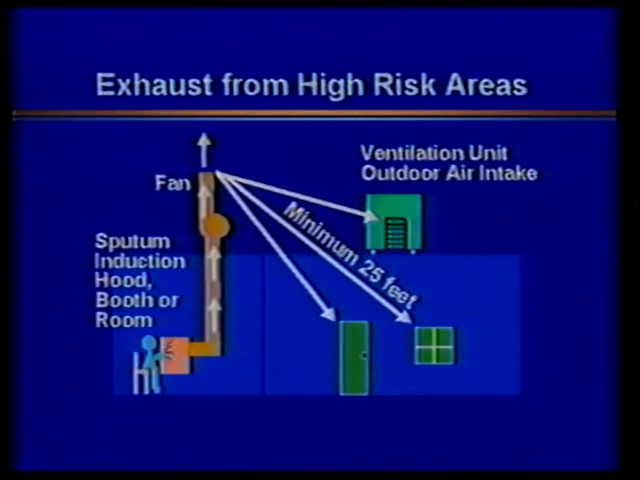 Exhaust from High Risk Areas
Ventilation Unit
Outdoor Air Intake
Fan
Minimum 25 feet
Sputum
Induction
Hood,
Booth or
Room